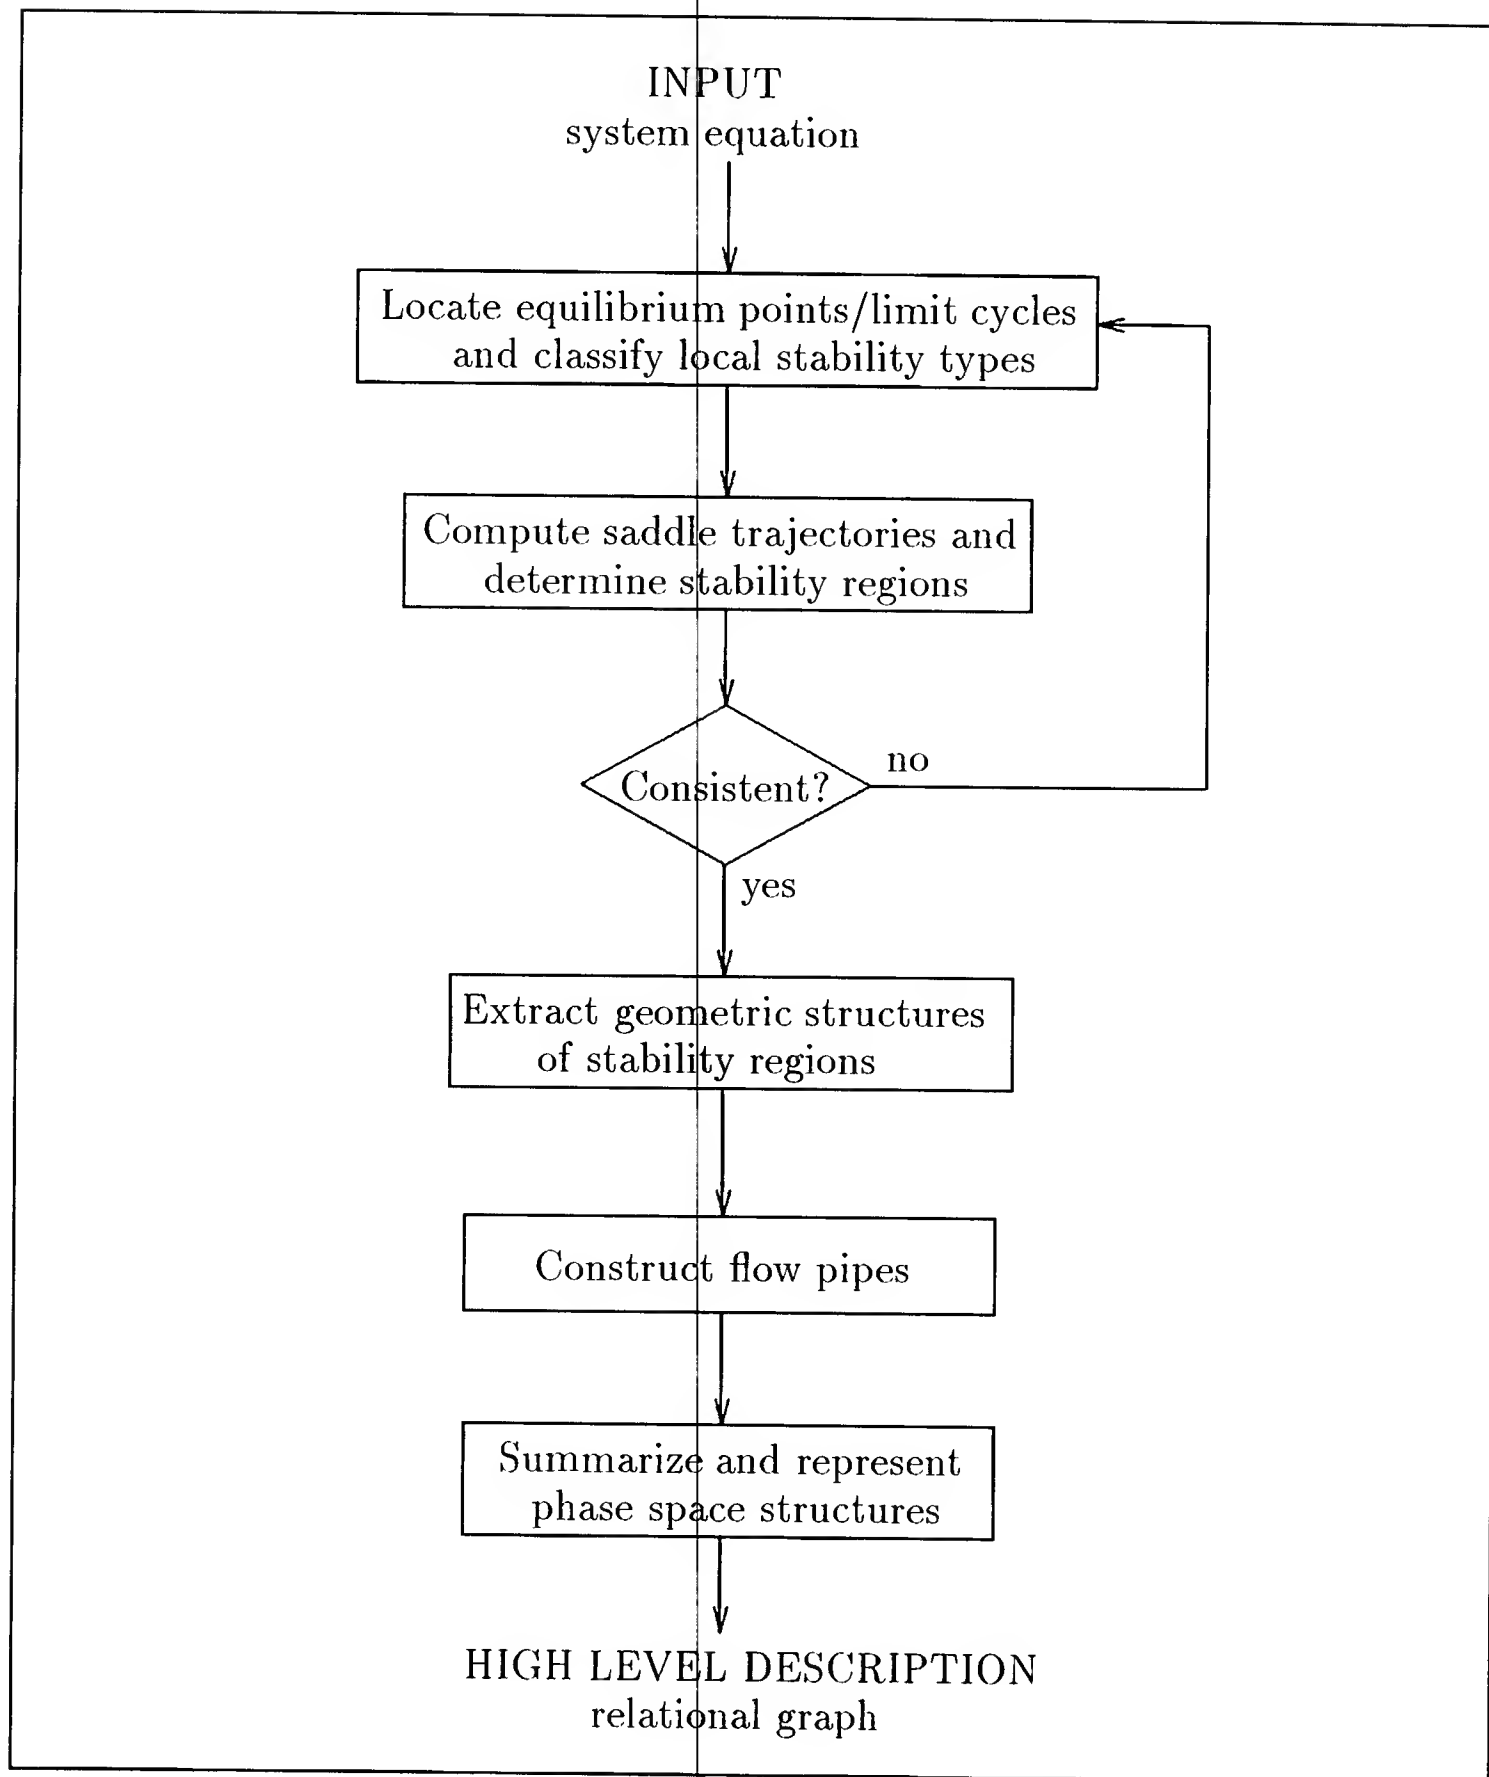 INPUT
system equation
Locate equilibrium points/limit cycles
and classify local stability types
Compute saddle trajectories and
determine stability regions
Consistent?
no
yes
Extract geometric structures
of stability regions
Construct flow pipes
Summarize and represent
phase space structures
HIGH LEVEL DESCRIPTION
relational graph